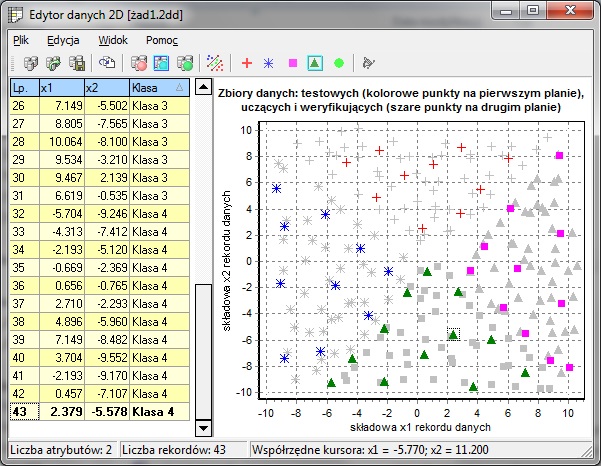 Edytor danych 2D [żad1.2dd]
Plik Edycja Widok Pomoc
Lp. x1 x2 Klasa
26 7.149 -5.502 Klasa 3
27 8.805 -7.565 Klasa 3
28 10.064 -8.100 Klasa 3
29 9.534 -3.210 Klasa 3
30 9.467 2.139 Klasa 3
31 6.619 -0.535 Klasa 3
32 -5.704 -9.246 Klasa 4
33 -4.313 -7.412 Klasa 4
34 -2.193 -5.120 Klasa 4
35 -0.669 -2.369 Klasa 4
36 0.656 -0.765 Klasa 4
37 2.710 -2.293 Klasa 4
38 4.896 -5.960 Klasa 4
39 7.149 -8.482 Klasa 4
40 3.704 -9.552 Klasa 4
41 -2.193 -9.170 Klasa 4
42 0.457 -7.107 Klasa 4
43 2.379 -5.578 Klasa 4
Zbiory danych: testowych (kolorowe punkty na pierwszym planie),
uczących i weryfikujących (szare punkty na drugim planie)
składowa x2 rekordu danych
10
8
6
4
2
0
-2
-4
-6
-8
-10
-10 -8 -6 -4 -2 0 2 4 6 8 10
składowa x1 rekordu danych
Liczba atrybutów: 2 Liczba rekordów: 43 Współrzędne kursora: x1 = -5.770; x2 = 11.200